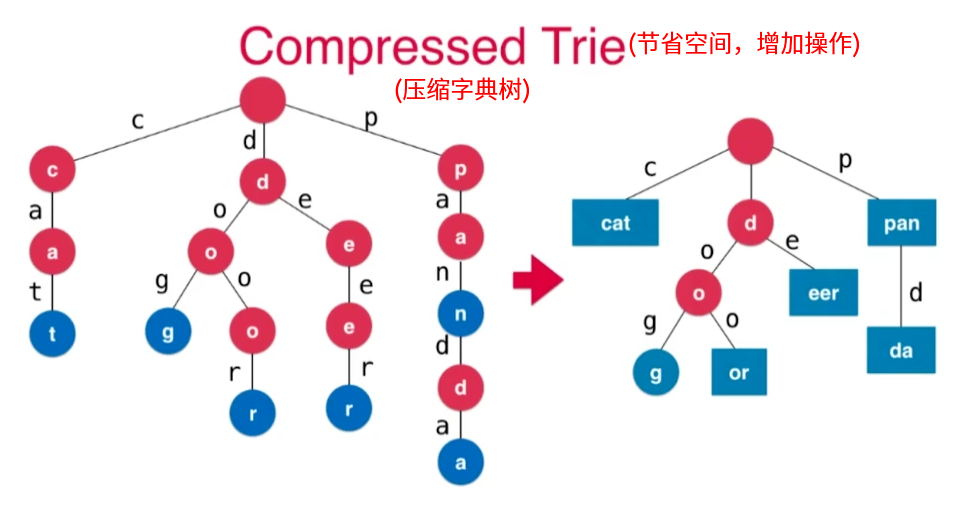 Compressed Trie(节省空间，增加操作)
(压缩字典树)
c
d
p
c
d
p
a
o
e
a
a
o
e
a
t
g
o
e
n
t
g
o
e
n
r
r
d
r
r
d
a
a
c
p
cat
d
pan
o
e
o
eer
d
g
o
da
g
or